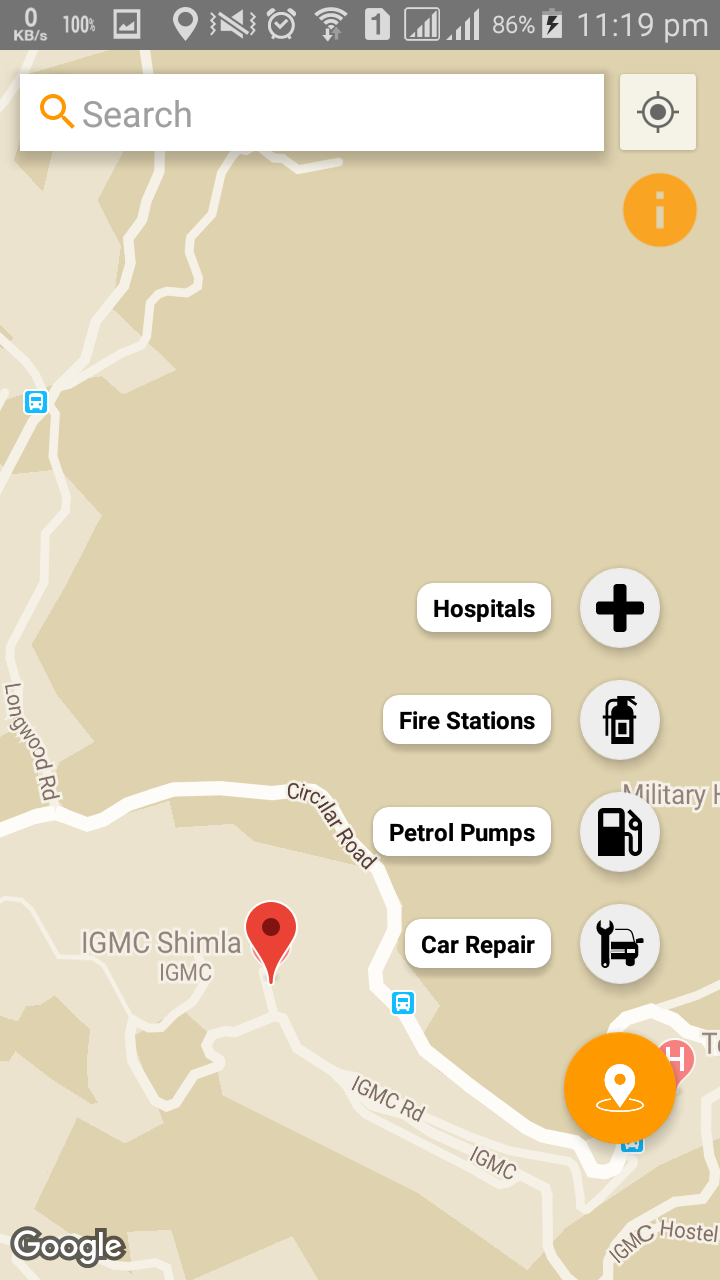 0 KB/s 100% 1 86% 11:19 pm
Search
Hospitals
Fire Stations
Longwood Rd
Circular Road
Military H
Petrol Pumps
IGMC Shimla
IGMC
Car Repair
H
To
IGMC Rd
IGMC
IGMC Hostel
Google